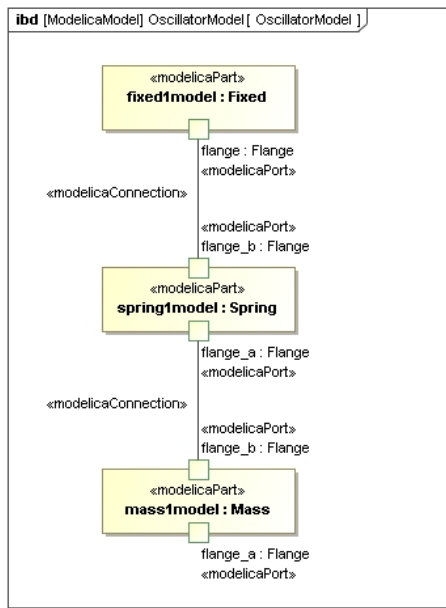 ibd [ModelicaModel] OscillatorModel[ OscillatorModel ]
«modelicaPart»
fixed1model : Fixed
flange : Flange
«modelicaPort»
«modelicaConnection»
«modelicaPort»
flange_b : Flange
«modelicaPart»
spring1model : Spring
flange_a : Flange
«modelicaPort»
«modelicaConnection»
«modelicaPort»
flange_b : Flange
«modelicaPart»
mass1model : Mass
flange_a : Flange
«modelicaPort»